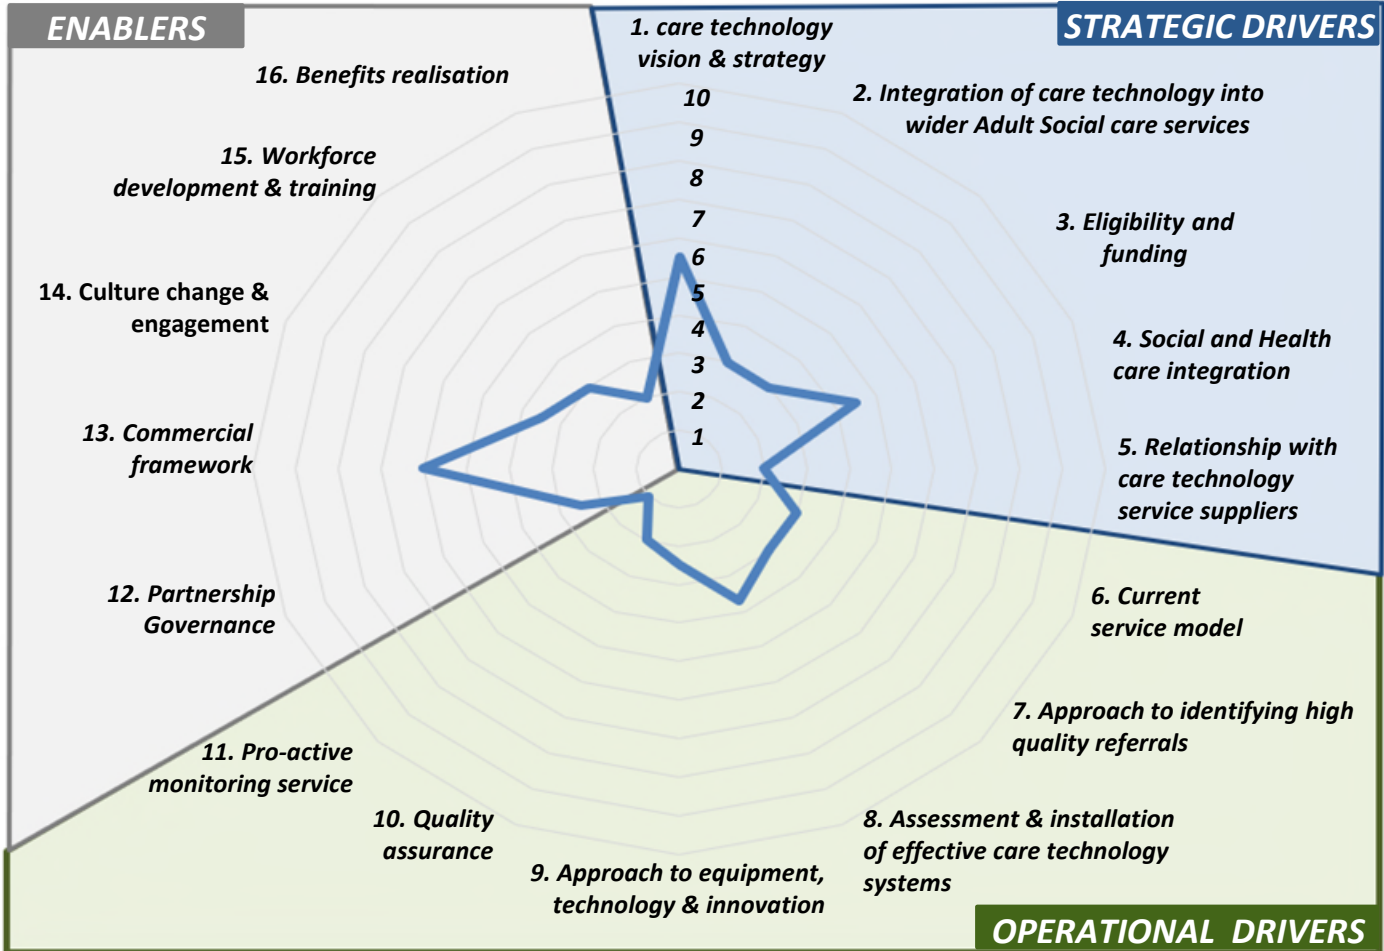 ENABLERS
STRATEGIC DRIVERS
1. care technology
vision & strategy
2. Integration of care technology into
wider Adult Social care services
3. Eligibility and
funding
4. Social and Health
care integration
5. Relationship with
care technology
service suppliers
6. Current
service model
7. Approach to identifying high
quality referrals
8. Assessment & installation
of effective care technology
systems
9. Approach to equipment,
technology & innovation
10. Quality
assurance
11. Pro-active
monitoring service
12. Partnership
Governance
13. Commercial
framework
14. Culture change &
engagement
15. Workforce
development & training
16. Benefits realisation
10
9
8
7
6
5
4
3
2
1
OPERATIONAL DRIVERS